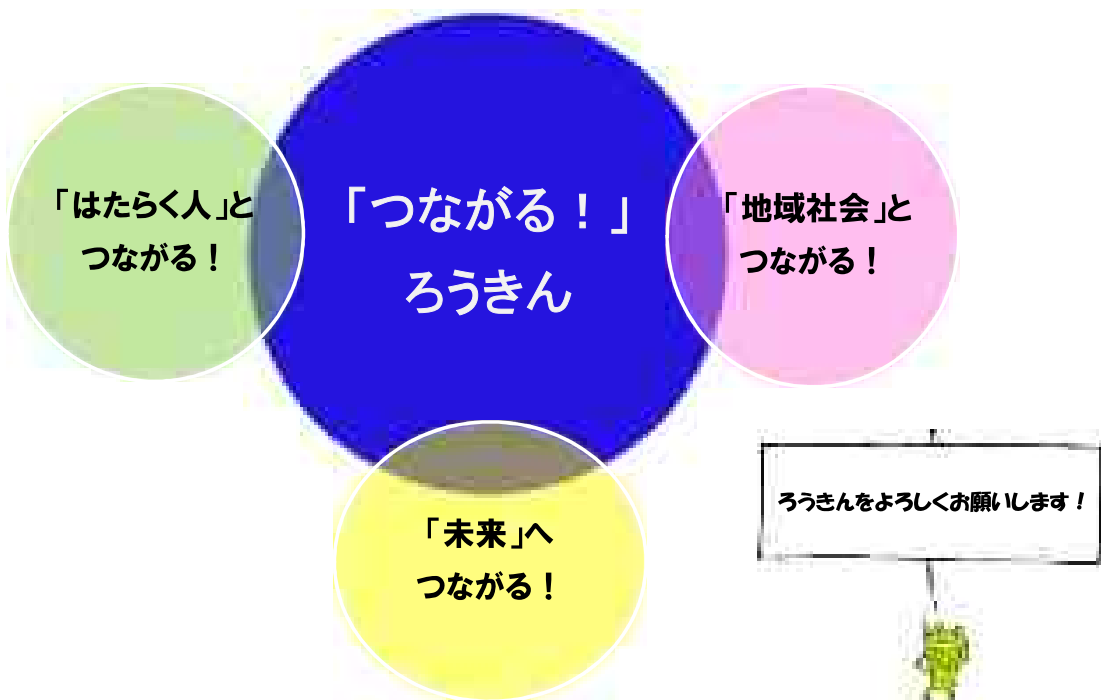 「つながる！」
ろうきん
「はたらく人」と
つながる！
「地域社会」と
つながる！
「未来」へ
つながる！
ろうきんをよろしくお願いします！